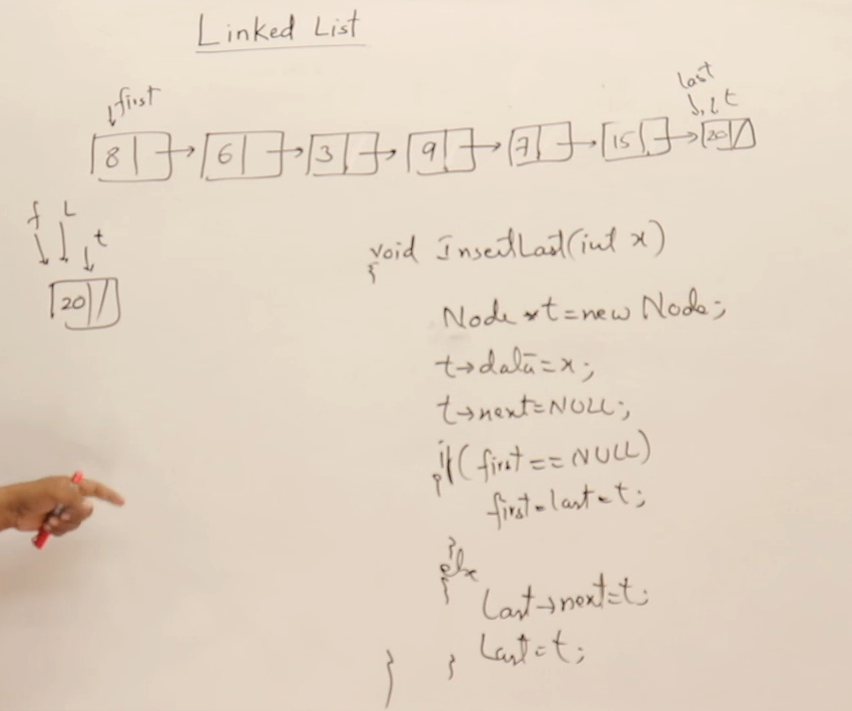 Linked List
first
last
t
8 6 3 9 7 15 20
f L t
20
void InsertLast(int x)
{
Node *t=new Node;
t→data=x;
t→next=NULL;
if(first==NULL)
{
first=last=t;
}
else
{
Last→next=t;
Last=t;
}
}